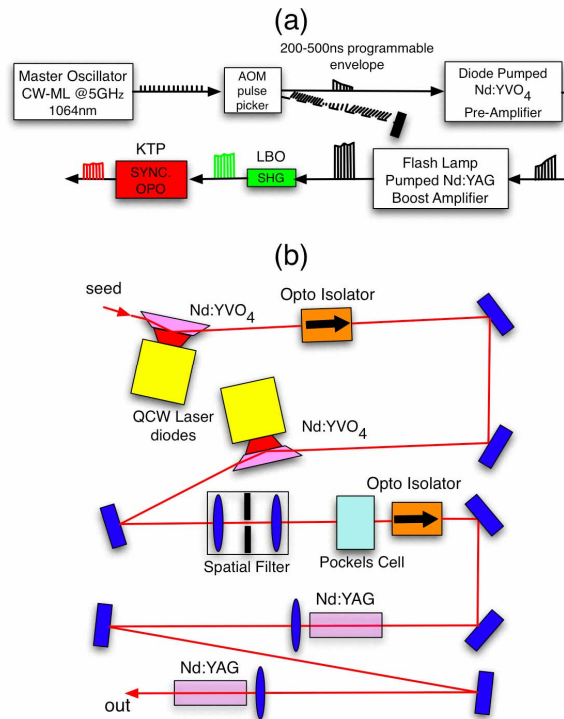 (a)
200-500ns programmable
envelope
Master Oscillator
CW-ML @5GHz
1064nm
AOM
pulse
picker
Diode Pumped
Nd:YVO4
Pre-Amplifier
KTP
SYNC.
OPO
LBO
SHG
Flash Lamp
Pumped Nd:YAG
Boost Amplifier
(b)
seed
Nd:YVO4
Opto Isolator
QCW Laser
diodes
Nd:YVO4
Opto Isolator
Spatial Filter
Pockels Cell
Nd:YAG
Nd:YAG
out